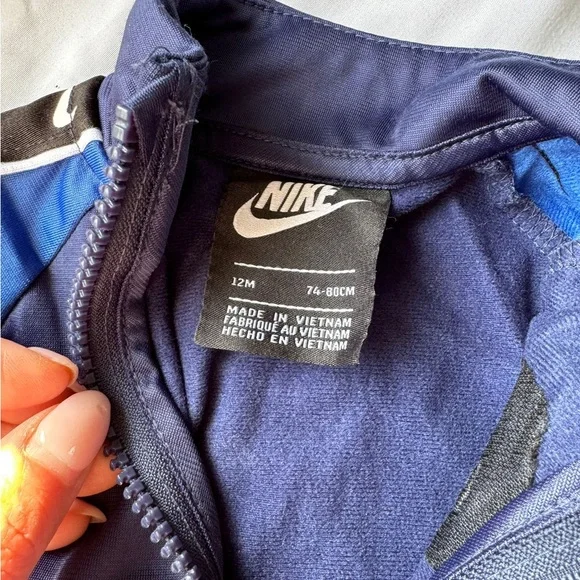 NIKE
12M 74-80CM
MADE IN VIETNAM
FABRIQUÉ AU VIETNAM
HECHO EN VIETNAM